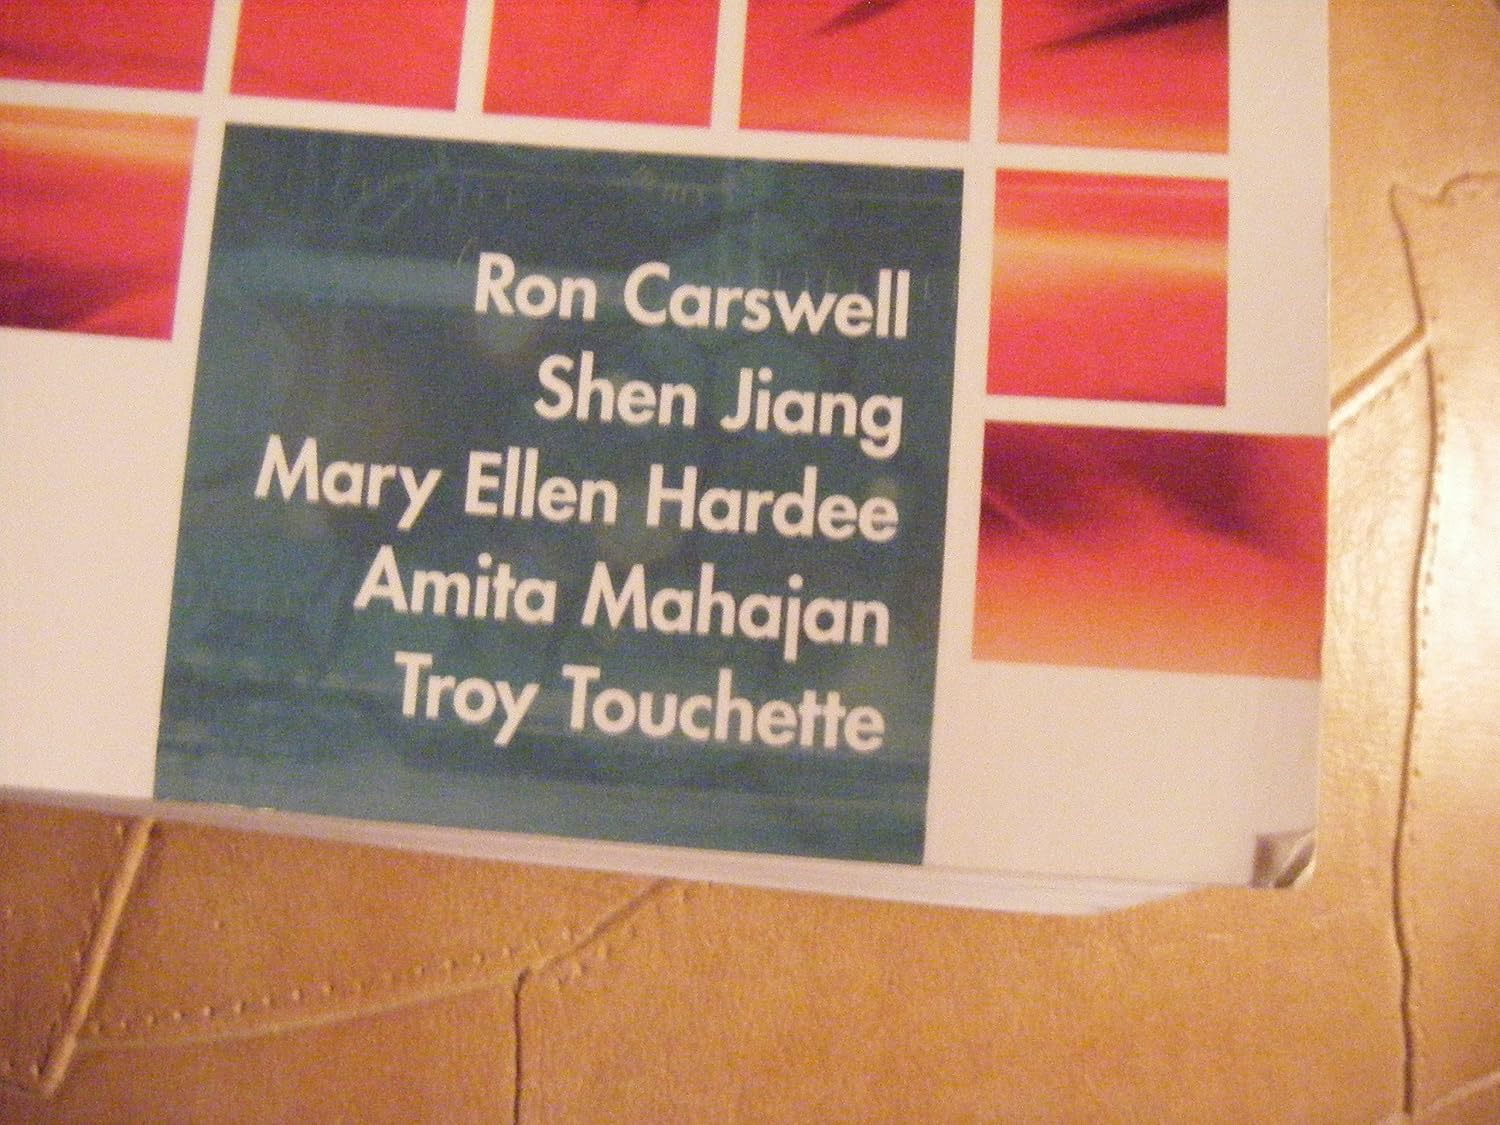 Ron Carswell
Shen Jiang
Mary Ellen Hardee
Amita Mahajan
Troy Touchette